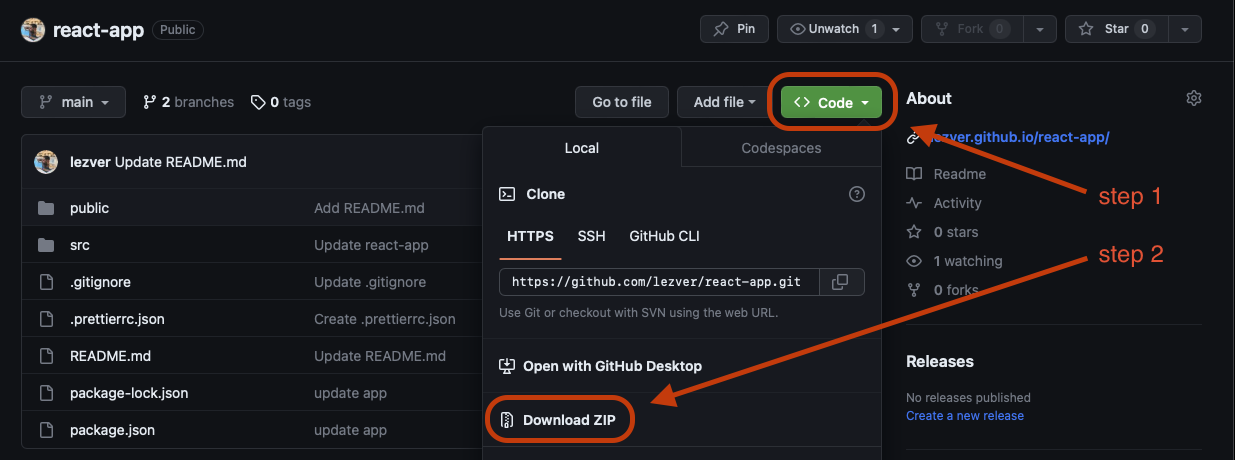 react-app Public Pin Unwatch 1 Fork 0 Star 0
main 2 branches 0 tags Go to file Add file Code
lezver Update README.md
public Add README.md
src Update react-app
.gitignore Update .gitignore
.prettierrc.json Create .prettierrc.json
README.md Update README.md
package-lock.json update app
package.json update app
Local Codespaces
Clone
HTTPS SSH GitHub CLI
https://github.com/lezver/react-app.git
Use Git or checkout with SVN using the web URL.
Open with GitHub Desktop
Download ZIP
About
lezver.github.io/react-app/
Readme
Activity
0 stars
1 watching
0 forks
step 1
step 2
Releases
No releases published
Create a new release